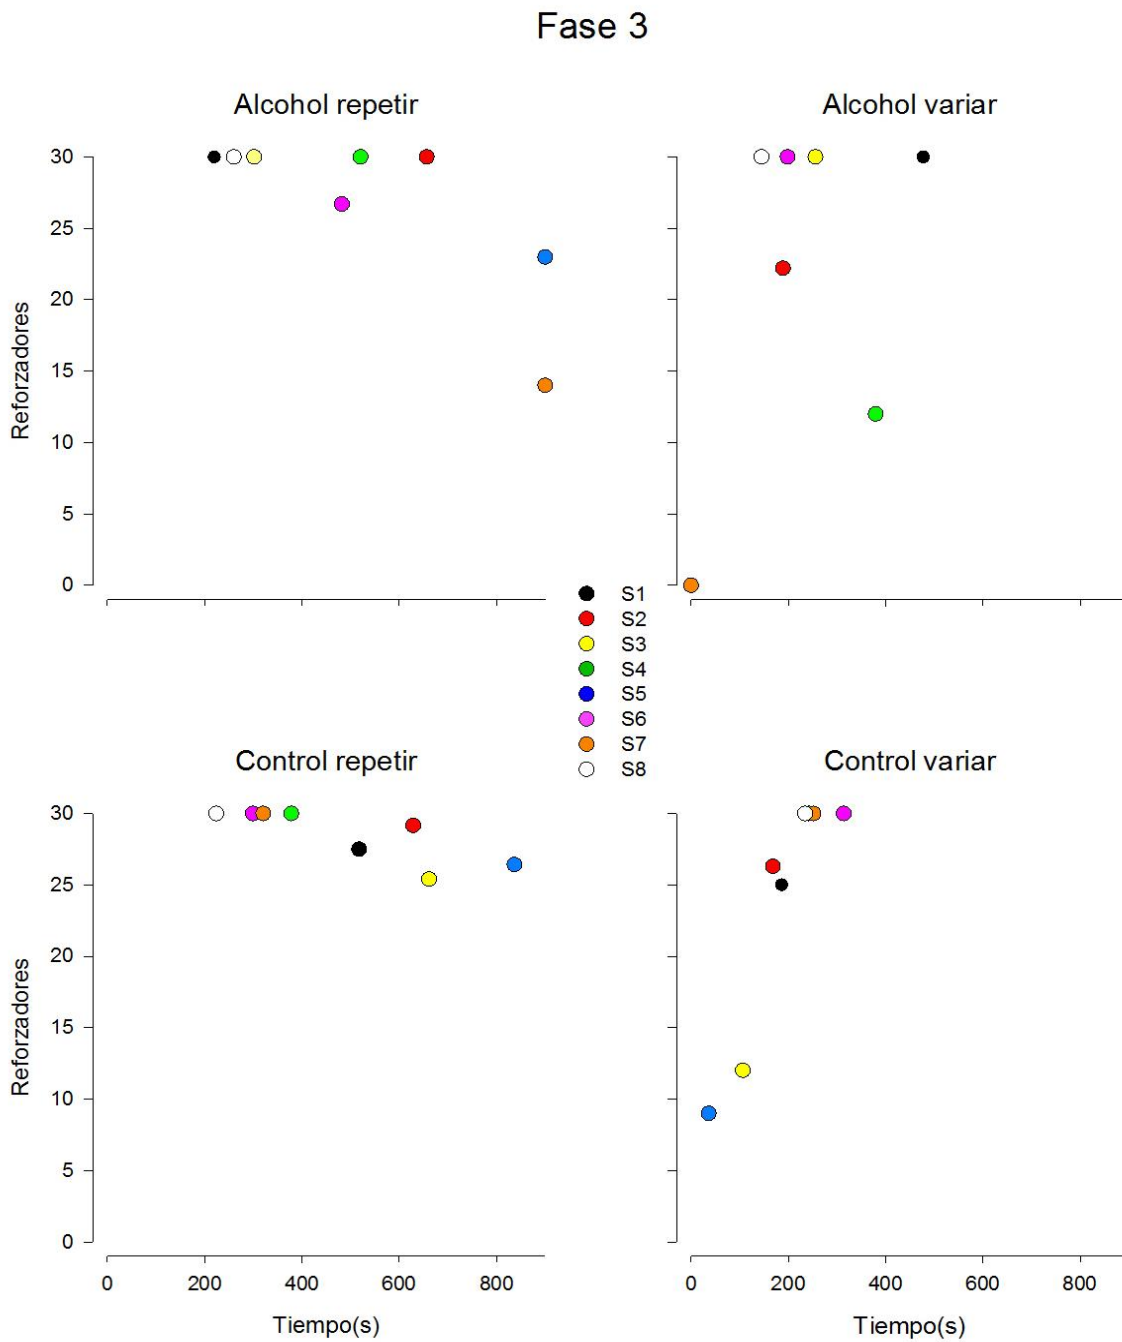 Fase 3
Alcohol repetir
Alcohol variar
30
25
20
15
10
5
0
Reforzadores
S1
S2
S3
S4
S5
S6
S7
S8
Control repetir
Control variar
30
25
20
15
10
5
0
Reforzadores
0 200 400 600 800
0 200 400 600 800
Tiempo(s)
Tiempo(s)